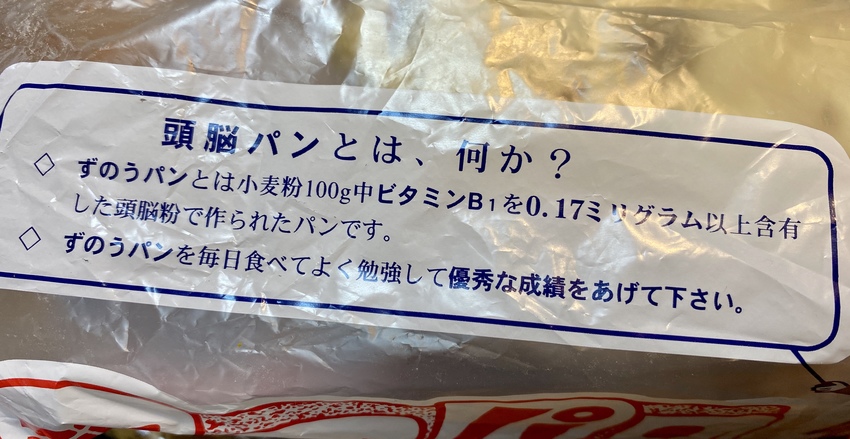 頭脳パンとは、何か？
◇ ずのうパンとは小麦粉100g中ビタミンB1を0.17ミリグラム以上含有
した頭脳粉で作られたパンです。
◇ ずのうパンを毎日食べてよく勉強して優秀な成績をあげて下さい。